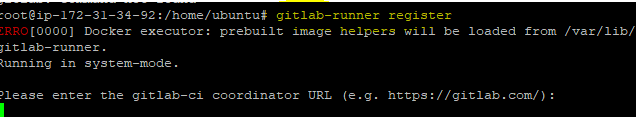 root@ip-172-31-34-92:/home/ubuntu# gitlab-runner register
ERRO[0000] Docker executor: prebuilt image helpers will be loaded from /var/lib/
gitlab-runner.
Running in system-mode.
Please enter the gitlab-ci coordinator URL (e.g. https://gitlab.com/):